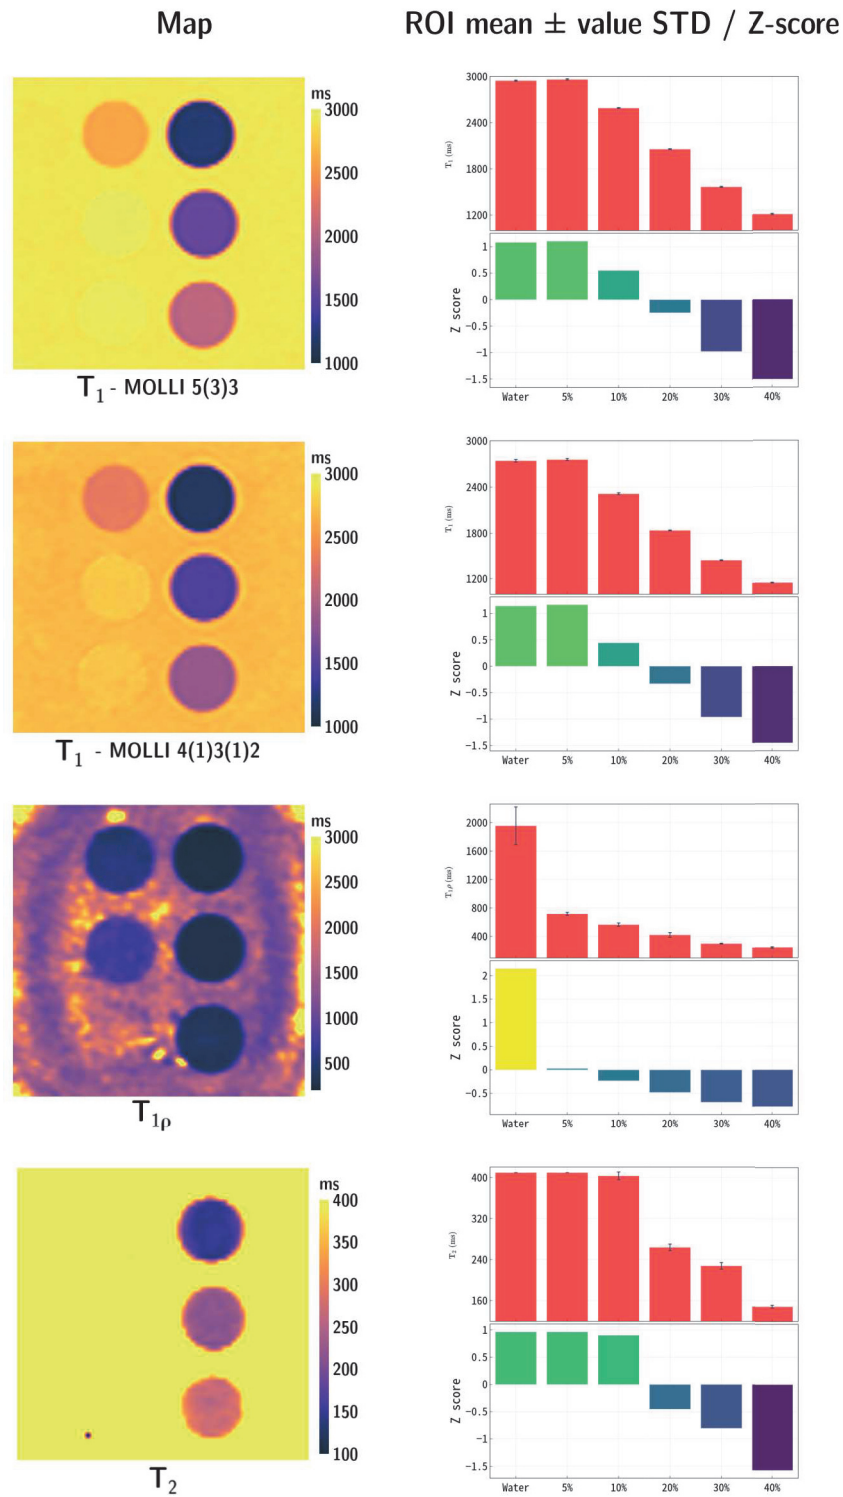 Map
ROI mean ± value STD / Z-score
ms
3000
2500
2000
1500
1000
T₁ - MOLLI 5(3)3
3000
2400
1800
1200
T₁ (ms)
1
0.5
0
−0.5
−1
−1.5
Z score
Water 5% 10% 20% 30% 40%
ms
3000
2500
2000
1500
1000
T₁ - MOLLI 4(1)3(1)2
3000
2400
1800
1200
T₁ (ms)
1
0.5
0
−0.5
−1
−1.5
Z score
Water 5% 10% 20% 30% 40%
ms
3000
2500
2000
1500
1000
500
T₁ρ
2000
1600
1200
800
400
T₁ρ (ms)
2
1.5
1
0.5
0
−0.5
Z score
Water 5% 10% 20% 30% 40%
ms
400
350
300
250
200
150
100
T₂
400
320
240
160
T₂ (ms)
1
0.5
0
−0.5
−1
−1.5
Z score
Water 5% 10% 20% 30% 40%